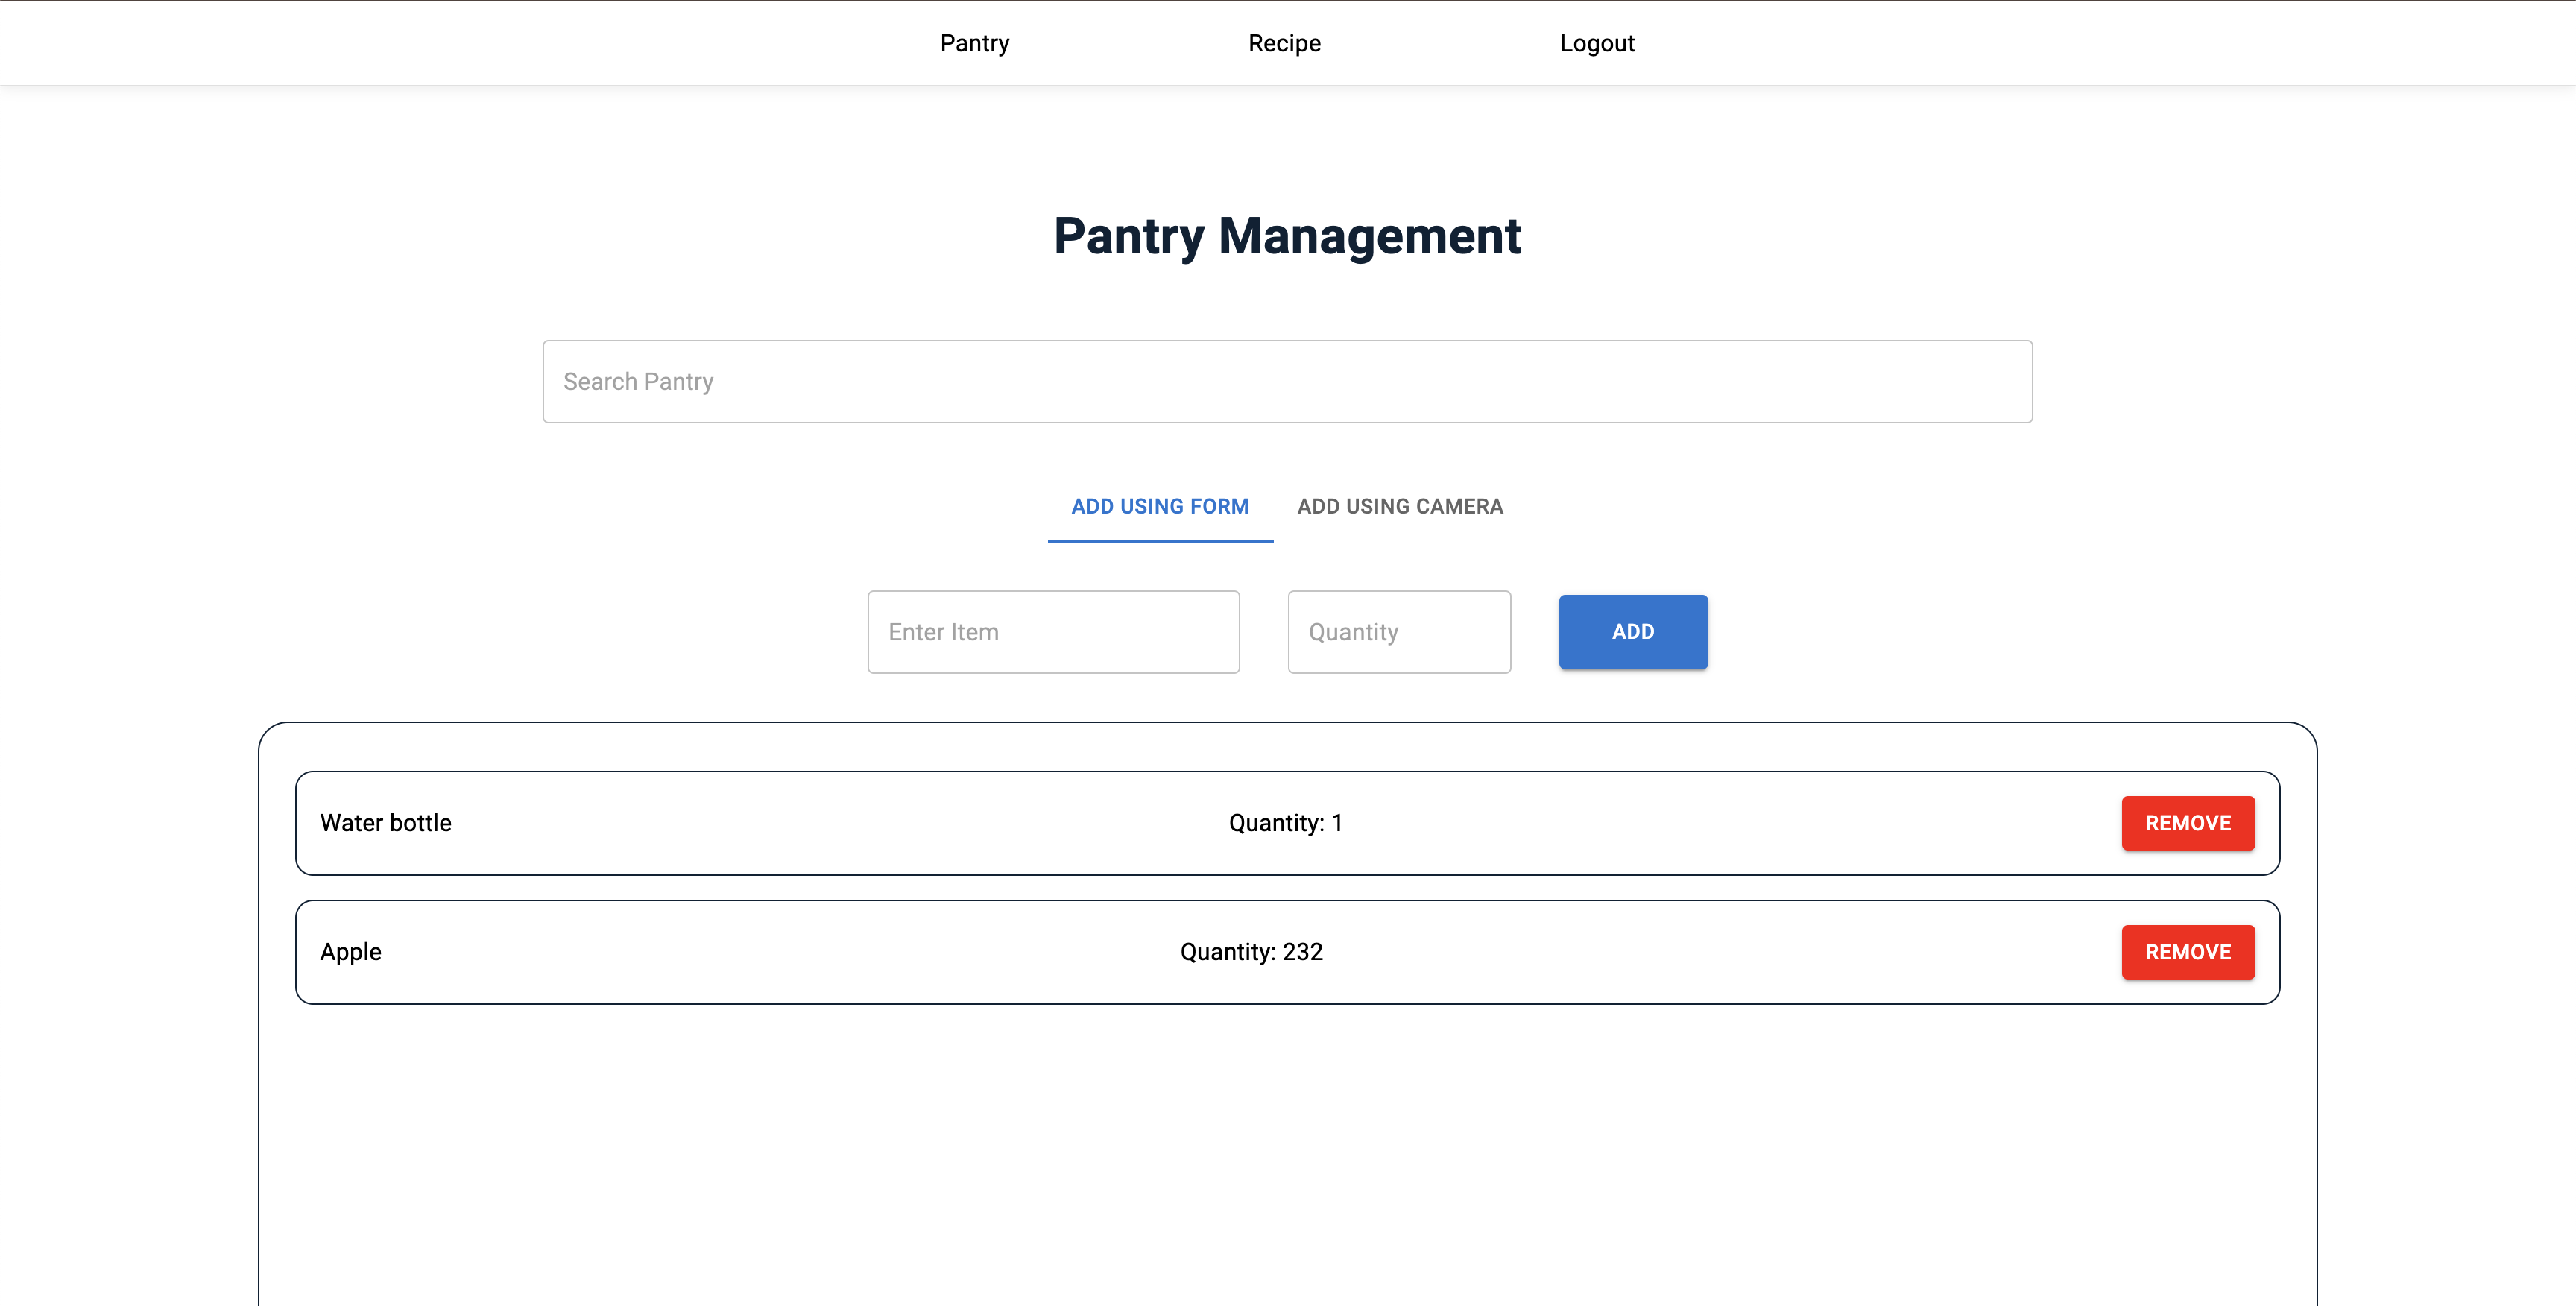 Pantry Recipe Logout
Pantry Management
Search Pantry
ADD USING FORM ADD USING CAMERA
Enter Item Quantity ADD
Water bottle Quantity: 1 REMOVE
Apple Quantity: 232 REMOVE